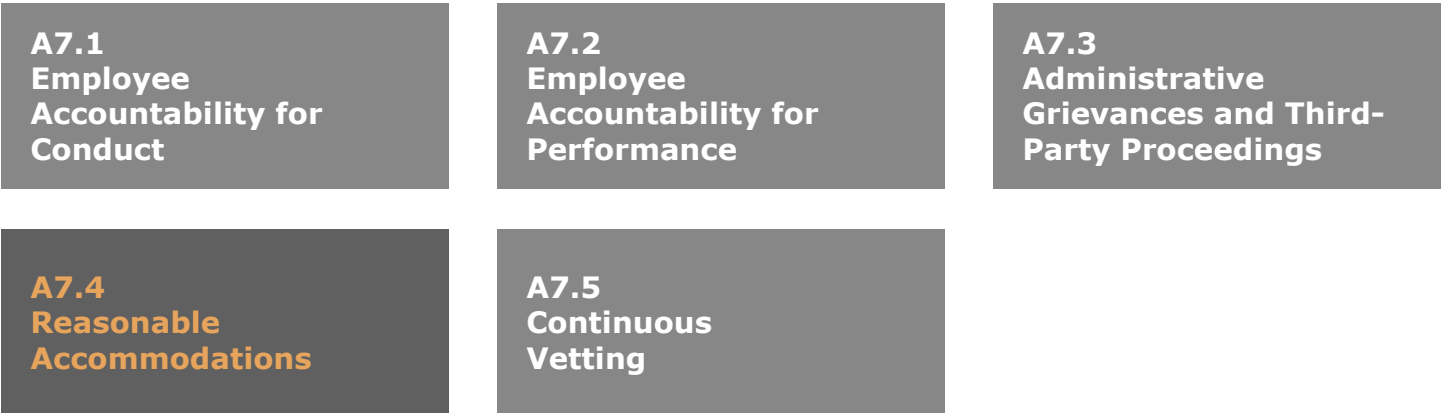 A7.1
Employee
Accountability for
Conduct
A7.2
Employee
Accountability for
Performance
A7.3
Administrative
Grievances and Third-
Party Proceedings
A7.4
Reasonable
Accommodations
A7.5
Continuous
Vetting